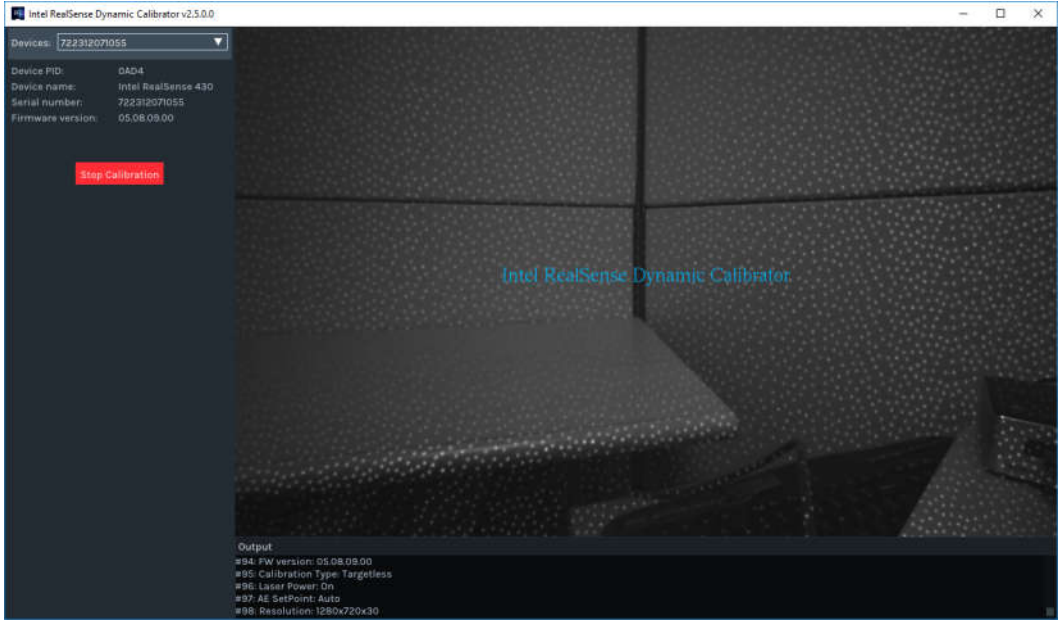 Intel RealSense Dynamic Calibrator v2.5.0.0
Devices: 722312071055
Device PID: 0AD4
Device name: Intel RealSense 430
Serial number: 722312071055
Firmware version: 05.08.09.00
Stop Calibration
Intel RealSense Dynamic Calibrator
Output
#94: FW version: 05.08.09.00
#95: Calibration Type: Targetless
#96: Laser Power: On
#97: AE SetPoint: Auto
#98: Resolution: 1280x720x30